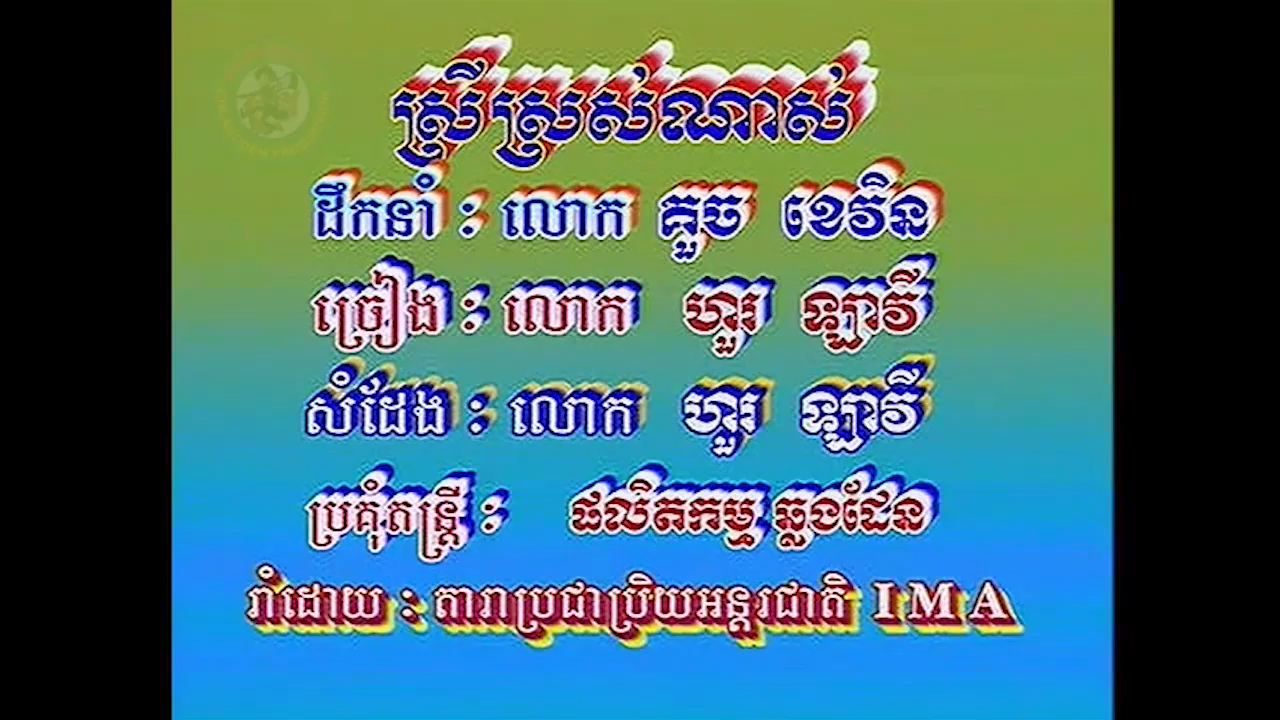 ស្រីស្រស់ណាស់
ដឹកនាំ : លោក គួច ខេវិន
ច្រៀង : លោក ហួរ ឡាវី
សំដែង : លោក ហួរ ឡាវី
ប្រគុំតន្ត្រី : ផលិតកម្ម ឆ្លងដែន
រាំដោយ : តារាប្រជាប្រិយអន្តរជាតិ IMA